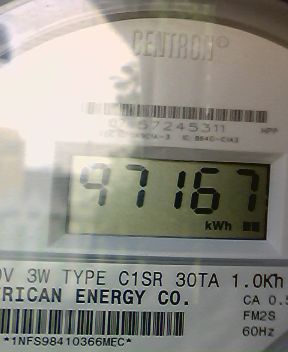 CENTRON®
57245311
97167
kWh
0V 3W TYPE C1SR 30TA 1.0Kh
RICAN ENERGY CO.
CA 0.5
FM2S
60Hz
*1NFS98410366MEC*